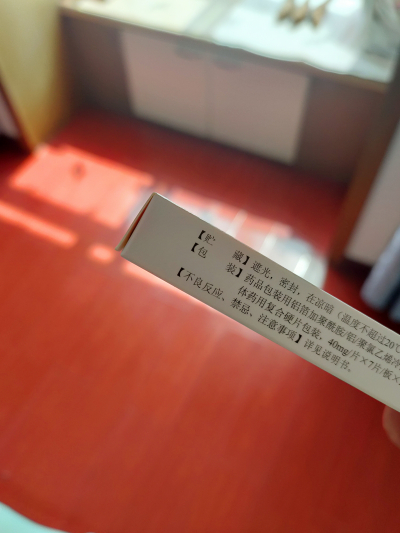 【贮　藏】遮光，密封，在凉暗（温度不超过20℃
【包　装】药品包装用铝箔加聚酰胺/铝/聚氯乙烯冷
体药用复合硬片包装，40mg/片×7片/板×
【不良反应、禁忌、注意事项】详见说明书。